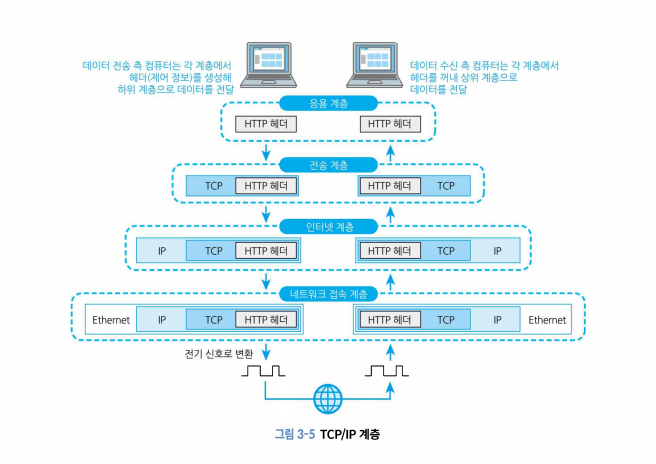 데이터 전송 측 컴퓨터는 각 계층에서
헤더(제어 정보)를 생성해
하위 계층으로 데이터를 전달
데이터 수신 측 컴퓨터는 각 계층에서
헤더를 꺼내 상위 계층으로
데이터를 전달
응용 계층
HTTP 헤더 HTTP 헤더
전송 계층
TCP HTTP 헤더 HTTP 헤더 TCP
인터넷 계층
IP TCP HTTP 헤더 HTTP 헤더 TCP IP
네트워크 접속 계층
Ethernet IP TCP HTTP 헤더 HTTP 헤더 TCP IP Ethernet
전기 신호로 변환
그림 3-5 TCP/IP 계층